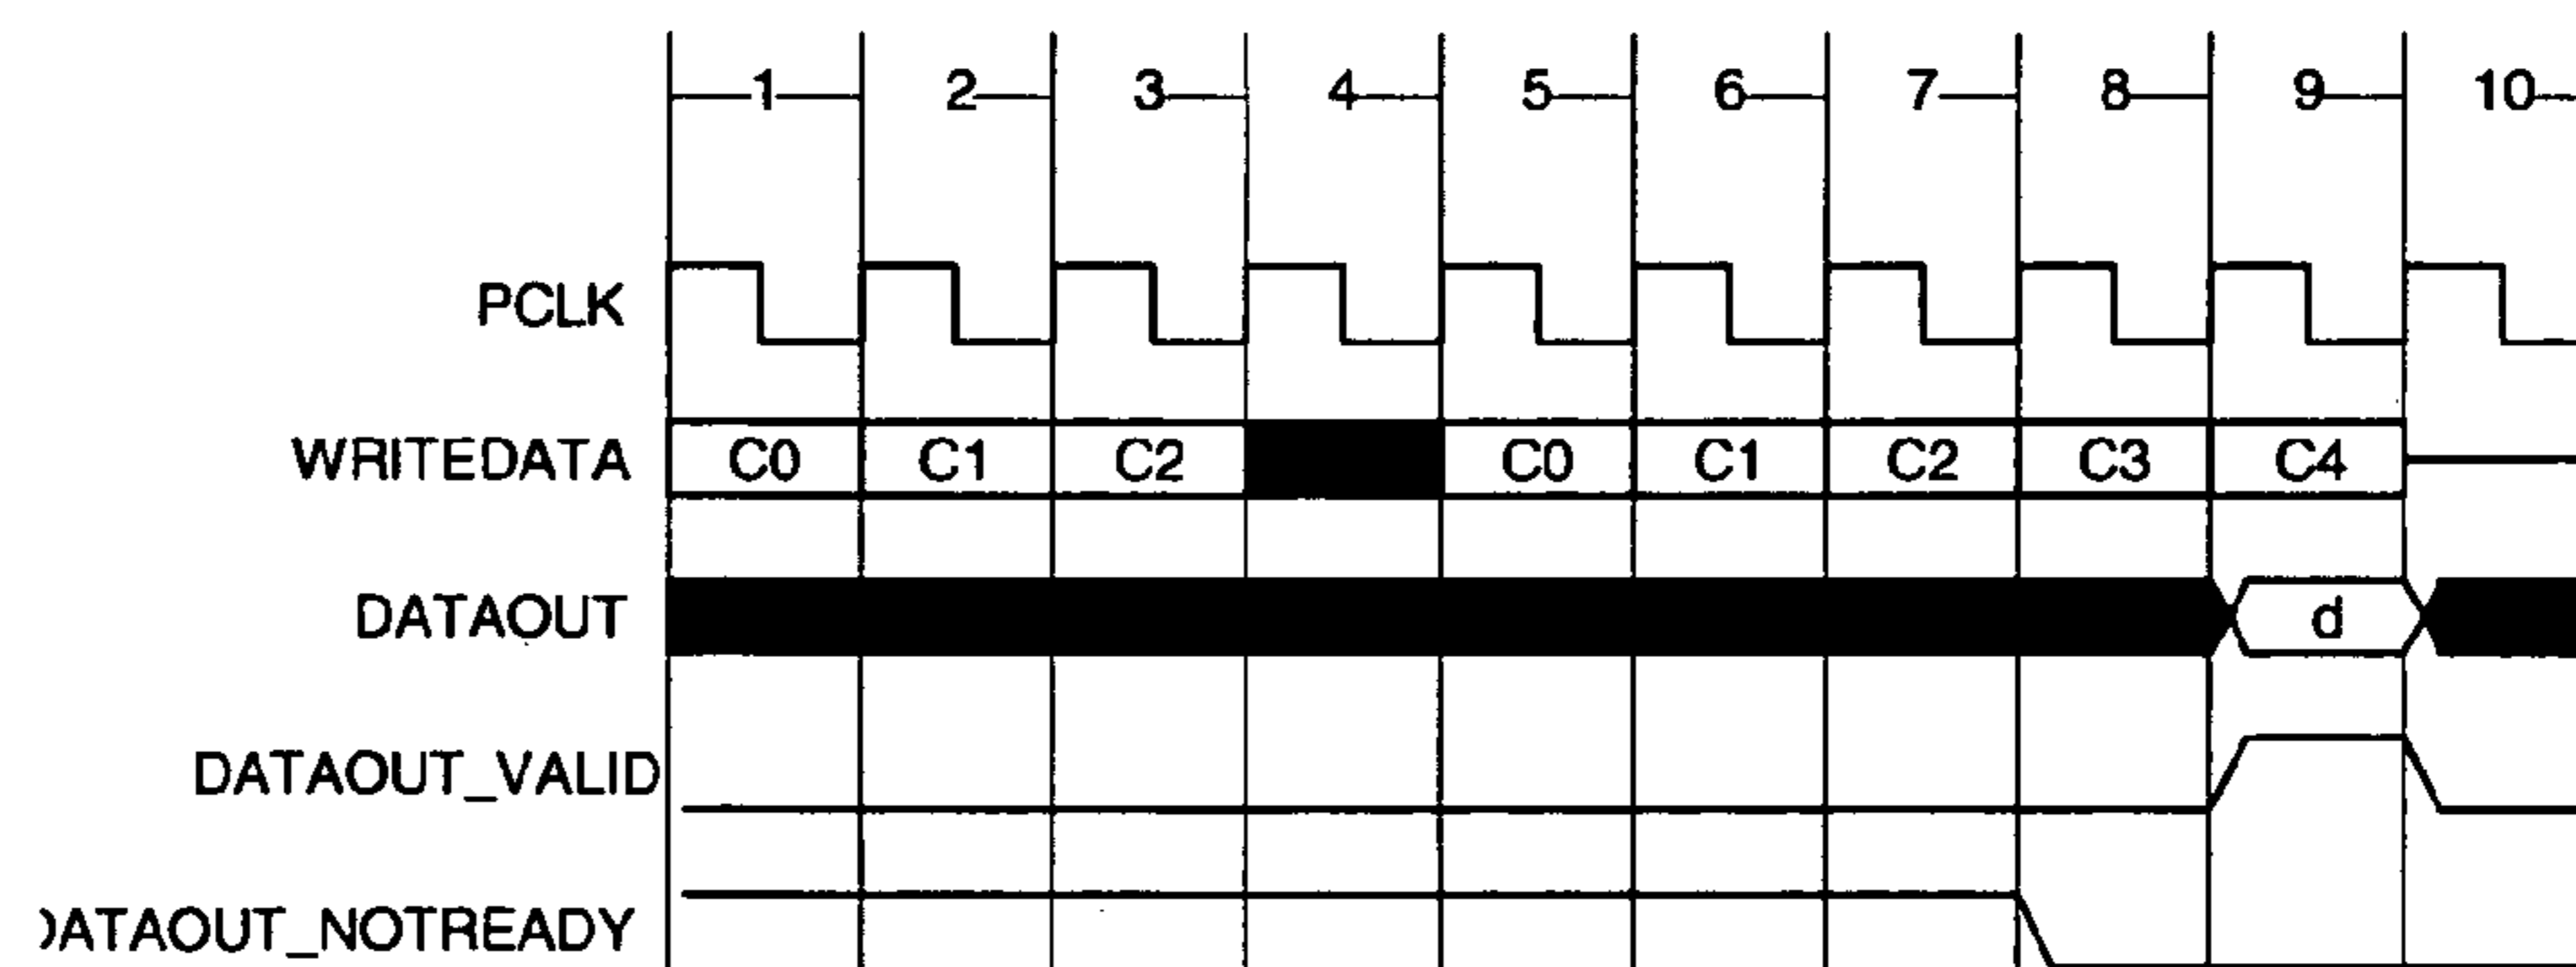 1 2 3 4 5 6 7 8 9 10
PCLK
WRITEDATA C0 C1 C2 C0 C1 C2 C3 C4
DATAOUT d
DATAOUT_VALID
)ATAOUT_NOTREADY